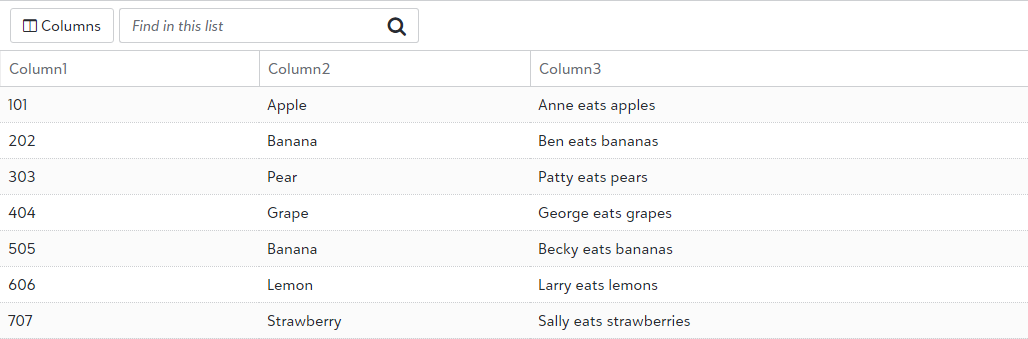 Columns Find in this list
Column1 Column2 Column3
101 Apple Anne eats apples
202 Banana Ben eats bananas
303 Pear Patty eats pears
404 Grape George eats grapes
505 Banana Becky eats bananas
606 Lemon Larry eats lemons
707 Strawberry Sally eats strawberries